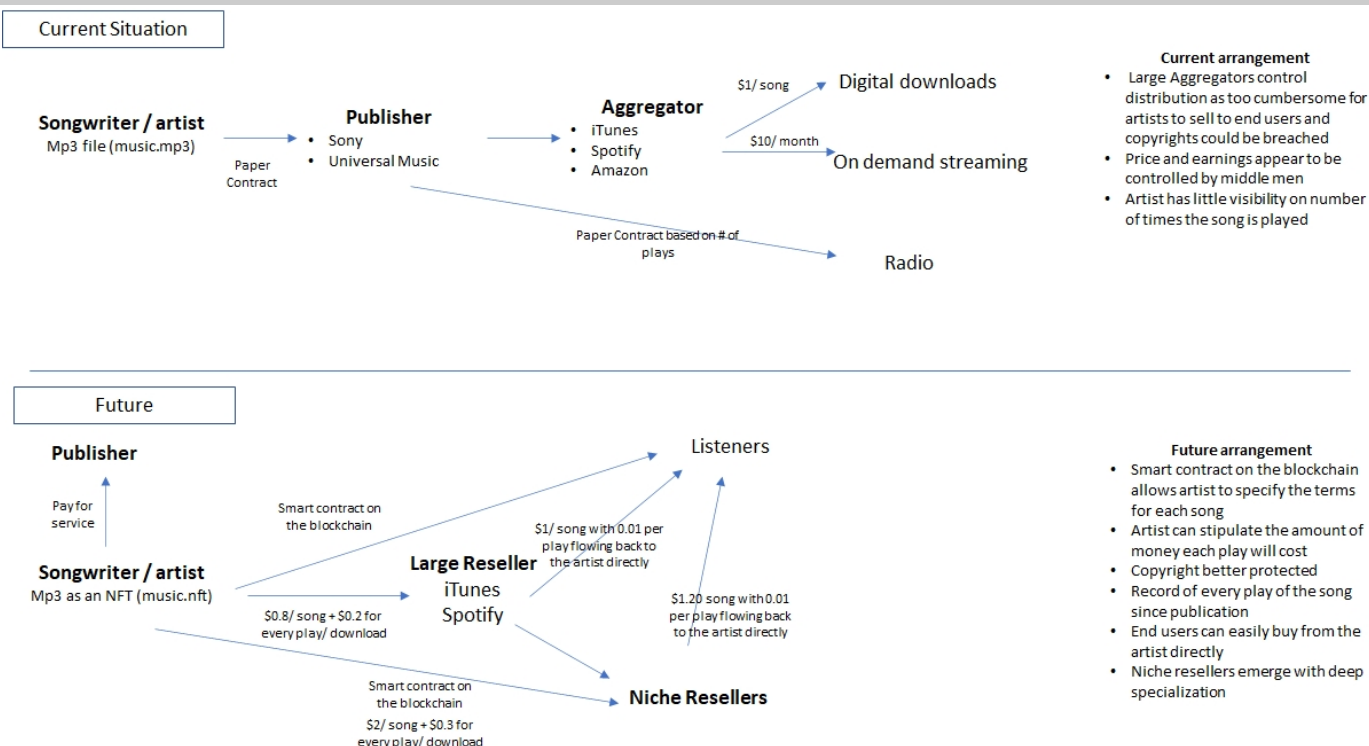 Current Situation
Songwriter / artist
Mp3 file (music.mp3)
Paper
Contract
Publisher
• Sony
• Universal Music
Aggregator
• iTunes
• Spotify
• Amazon
$1/ song
Digital downloads
$10/ month
On demand streaming
Paper Contract based on # of
plays
Radio
Current arrangement
• Large Aggregators control
distribution as too cumbersome for
artists to sell to end users and
copyrights could be breached
• Price and earnings appear to be
controlled by middle men
• Artist has little visibility on number
of times the song is played
Future
Publisher
Pay for
service
Songwriter / artist
Mp3 as an NFT (music.nft)
Smart contract on
the blockchain
$0.8/ song + $0.2 for
every play/ download
Large Reseller
iTunes
Spotify
Listeners
$1/ song with 0.01 per
play flowing back to
the artist directly
$1.20 song with 0.01
per play flowing back
to the artist directly
Smart contract on
the blockchain
$2/ song + $0.3 for
every play/ download
Niche Resellers
Future arrangement
• Smart contract on the blockchain
allows artist to specify the terms
for each song
• Artist can stipulate the amount of
money each play will cost
• Copyright better protected
• Record of every play of the song
since publication
• End users can easily buy from the
artist directly
• Niche resellers emerge with deep
specialization